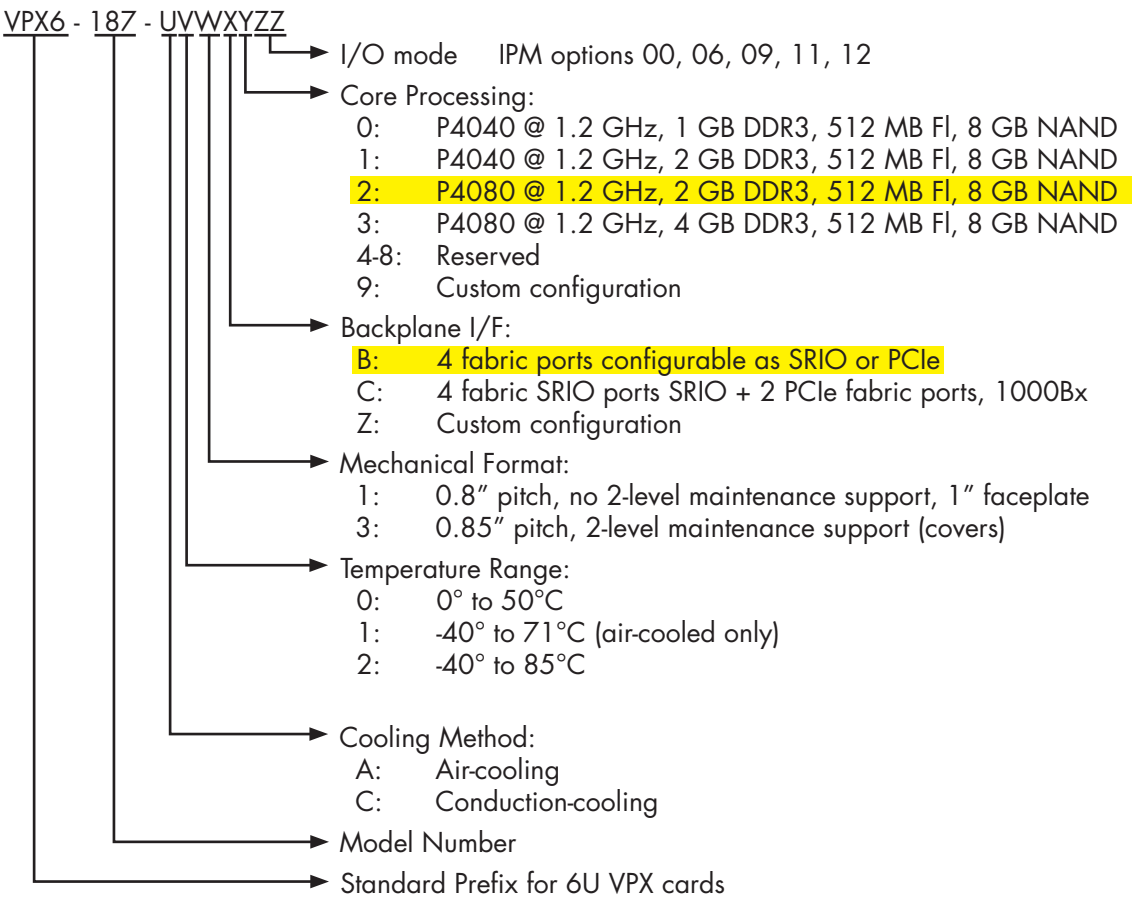 VPX6 - 187 - UVWXYZZ
I/O mode IPM options 00, 06, 09, 11, 12
Core Processing:
0: P4040 @ 1.2 GHz, 1 GB DDR3, 512 MB Fl, 8 GB NAND
1: P4040 @ 1.2 GHz, 2 GB DDR3, 512 MB Fl, 8 GB NAND
2: P4080 @ 1.2 GHz, 2 GB DDR3, 512 MB Fl, 8 GB NAND
3: P4080 @ 1.2 GHz, 4 GB DDR3, 512 MB Fl, 8 GB NAND
4-8: Reserved
9: Custom configuration
Backplane I/F:
B: 4 fabric ports configurable as SRIO or PCIe
C: 4 fabric SRIO ports SRIO + 2 PCIe fabric ports, 1000Bx
Z: Custom configuration
Mechanical Format:
1: 0.8″ pitch, no 2-level maintenance support, 1″ faceplate
3: 0.85″ pitch, 2-level maintenance support (covers)
Temperature Range:
0: 0° to 50°C
1: -40° to 71°C (air-cooled only)
2: -40° to 85°C
Cooling Method:
A: Air-cooling
C: Conduction-cooling
Model Number
Standard Prefix for 6U VPX cards